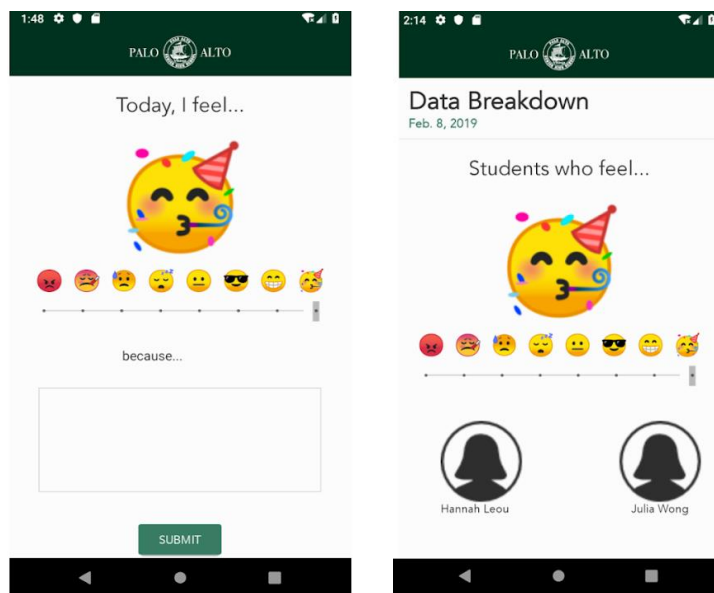 1:48
PALO ALTO
Today, I feel...
because...
SUBMIT
2:14
PALO ALTO
Data Breakdown
Feb. 8, 2019
Students who feel...
Hannah Leou
Julia Wong